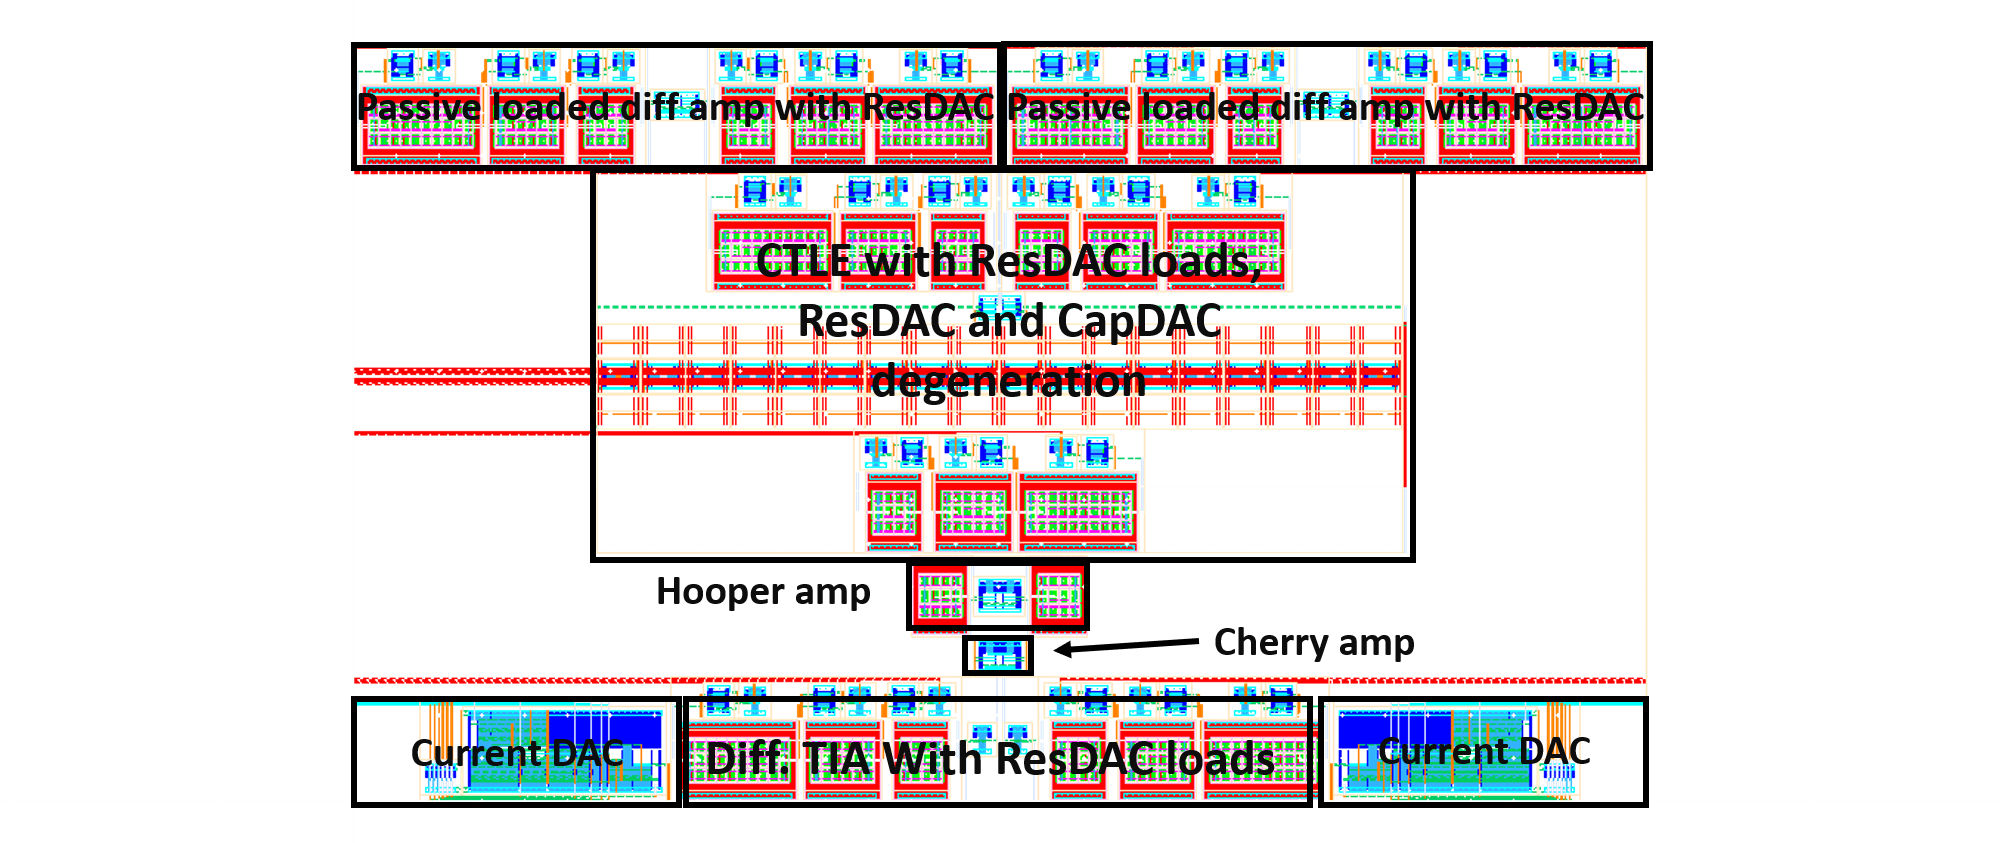 Passive loaded diff amp with ResDAC
Passive loaded diff amp with ResDAC
CTLE with ResDAC loads,
ResDAC and CapDAC
degeneration
Hooper amp
Cherry amp
Current DAC
Diff. TIA With ResDAC loads
Current DAC